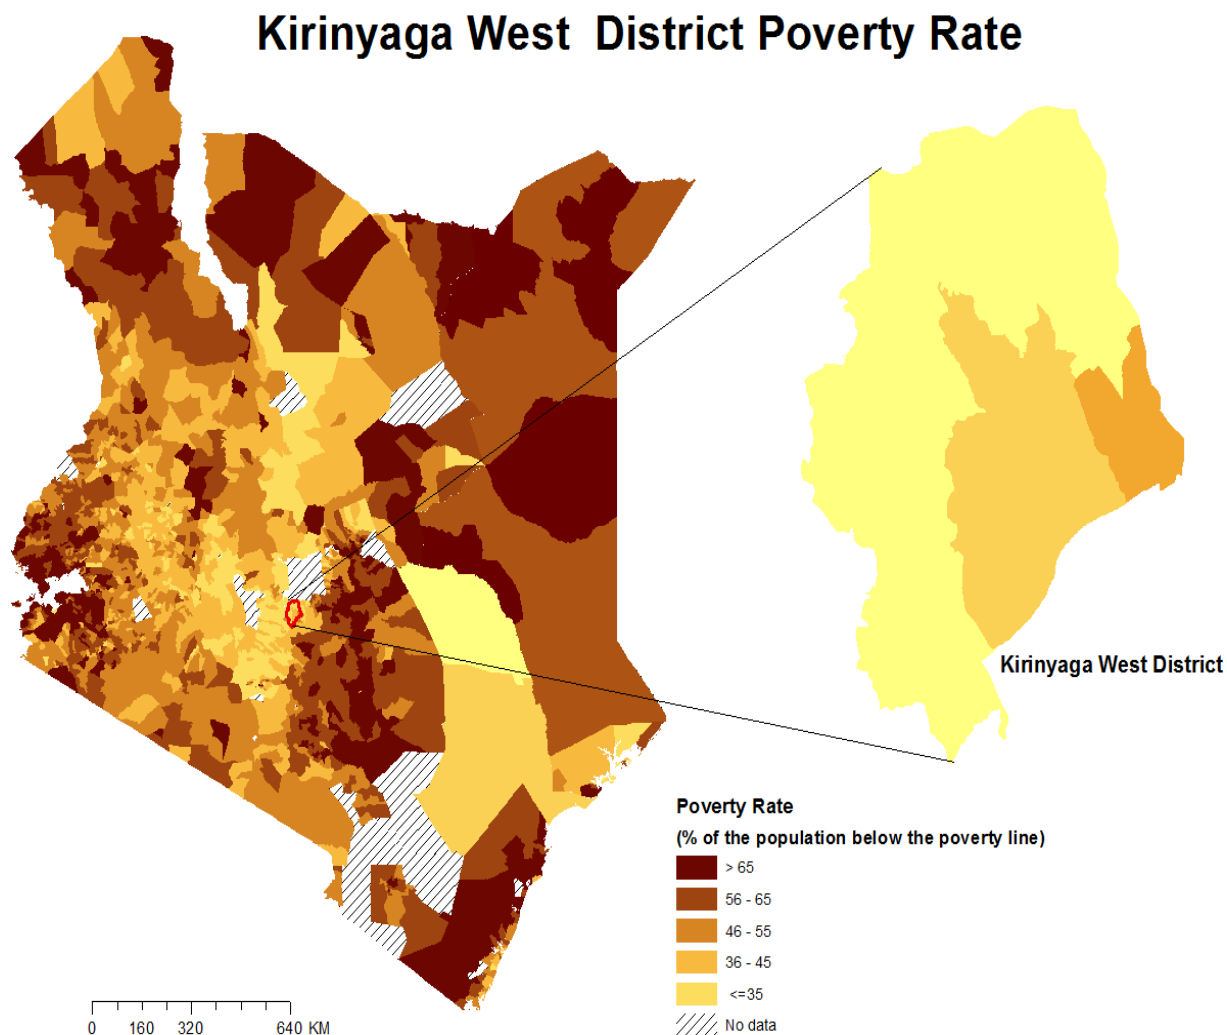 Kirinyaga West District Poverty Rate
Kirinyaga West District
Poverty Rate
(% of the population below the poverty line)
> 65
56 - 65
46 - 55
36 - 45
<=35
No data
0 160 320 640 KM